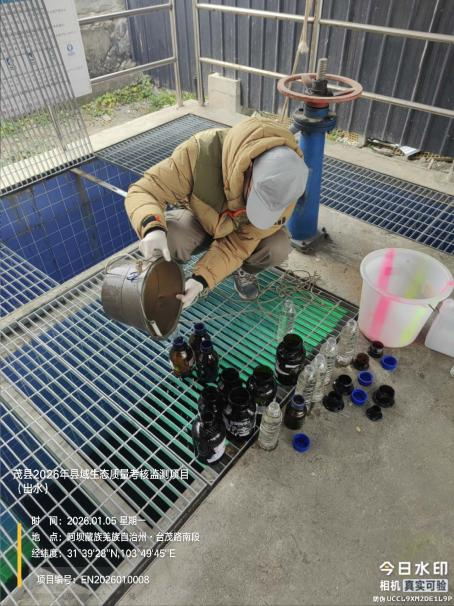 茂县2026年县域生态质量考核监测项目
（出水）
时 间：2026.01.05 星期一
地 点：阿坝藏族羌族自治州·台茂路南段
经纬度：31°39'28"N,103°49'45"E
项目编号：EN2026010008
今日水印
相机 真实可验
防伪 UCCL9XM2DE1L9P